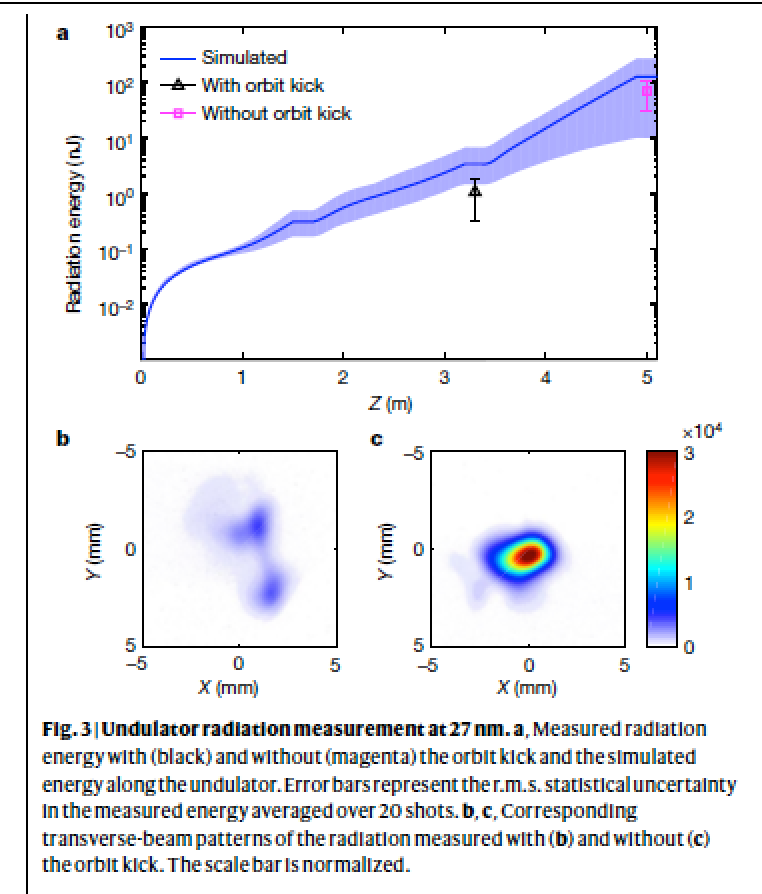 a
10³
10²
10¹
10⁰
10⁻¹
10⁻²
Radiation energy (nJ)
Simulated
With orbit kick
Without orbit kick
0 1 2 3 4 5
Z (m)
b
−5
0
5
Y (mm)
−5 0 5
X (mm)
c
−5
0
5
Y (mm)
−5 0 5
X (mm)
×10⁴
3
2
1
0
Fig. 3 | Undulator radiation measurement at 27 nm. a, Measured radiation
energy with (black) and without (magenta) the orbit kick and the simulated
energy along the undulator. Error bars represent the r.m.s. statistical uncertainty
in the measured energy averaged over 20 shots. b, c, Corresponding
transverse-beam patterns of the radiation measured with (b) and without (c)
the orbit kick. The scale bar is normalized.